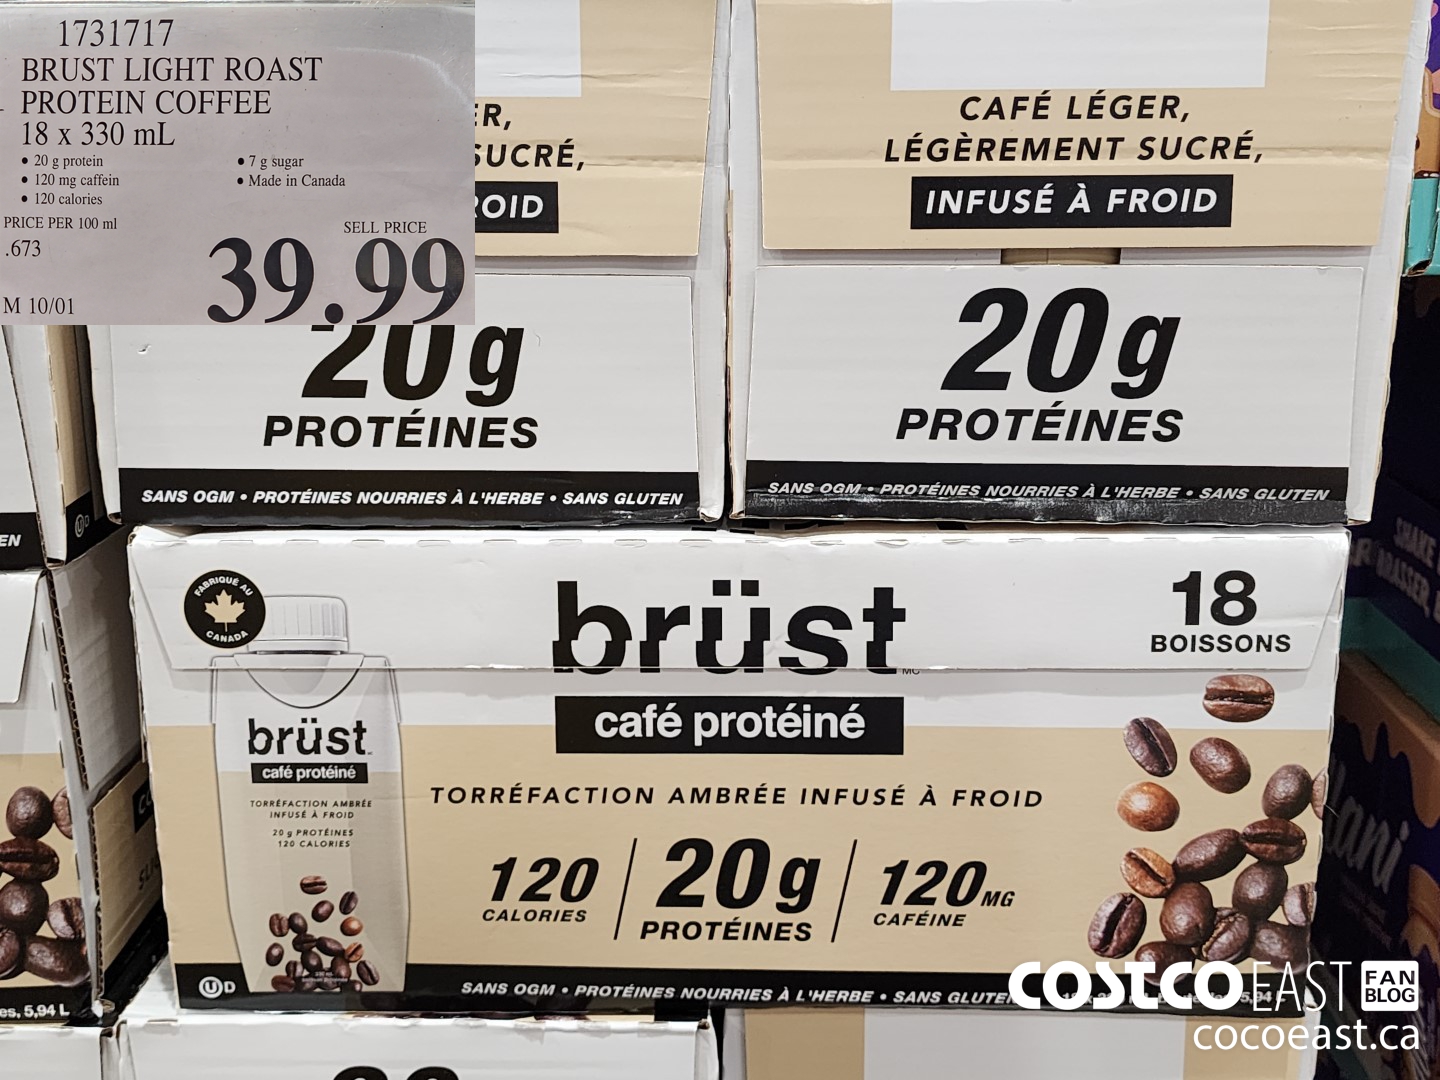 1731717
BRUST LIGHT ROAST
PROTEIN COFFEE
18 x 330 mL
• 20 g protein
• 120 mg caffein
• 120 calories
• 7 g sugar
• Made in Canada
PRICE PER 100 ml
.673
SELL PRICE
39.99
M 10/01
ER,
SUCRÉ,
ROID
20g
PROTÉINES
SANS OGM • PROTÉINES NOURRIES À L'HERBE • SANS GLUTEN
CAFÉ LÉGER,
LÉGÈREMENT SUCRÉ,
INFUSÉ À FROID
20g
PROTÉINES
SANS OGM • PROTÉINES NOURRIES À L'HERBE • SANS GLUTEN
EN
UD
FABRIQUÉ AU
CANADA
brüst
MC
café protéiné
18
BOISSONS
TORRÉFACTION AMBRÉE INFUSÉ À FROID
120
CALORIES
20g
PROTÉINES
120MG
CAFÉINE
brüst
café protéiné
TORRÉFACTION AMBRÉE
INFUSÉ À FROID
20 g PROTÉINES
120 CALORIES
UD
SANS OGM • PROTÉINES NOURRIES À L'HERBE • SANS GLUTEN
es, 5,94 L
COSTCO EAST FAN
BLOG
cocoeast.ca